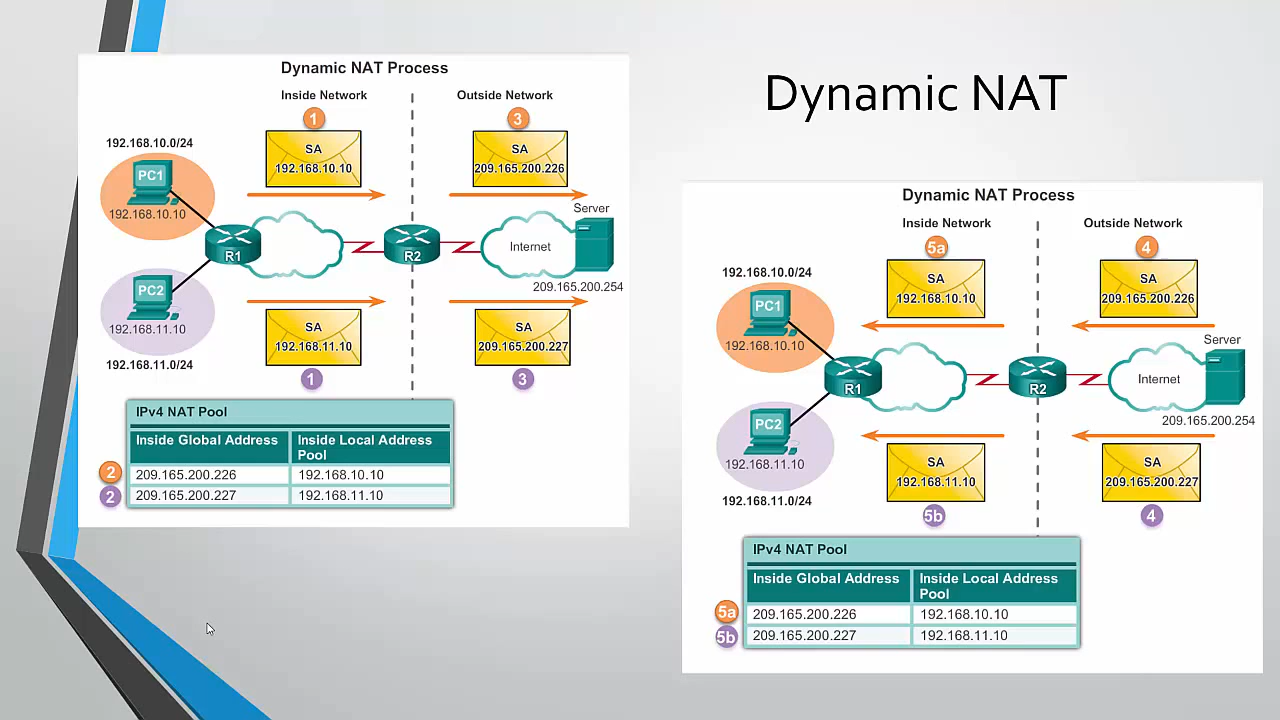 Dynamic NAT
Dynamic NAT Process
Inside Network
Outside Network
1
3
192.168.10.0/24
SA
192.168.10.10
SA
209.165.200.226
PC1
192.168.10.10
Server
R1
R2
Internet
PC2
192.168.11.10
209.165.200.254
SA
192.168.11.10
SA
209.165.200.227
192.168.11.0/24
1
3
IPv4 NAT Pool
Inside Global Address
Inside Local Address
Pool
2
209.165.200.226
192.168.10.10
2
209.165.200.227
192.168.11.10
Dynamic NAT Process
Inside Network
Outside Network
5a
4
192.168.10.0/24
SA
192.168.10.10
SA
209.165.200.226
PC1
192.168.10.10
Server
R1
R2
Internet
PC2
192.168.11.10
209.165.200.254
SA
192.168.11.10
SA
209.165.200.227
192.168.11.0/24
5b
4
IPv4 NAT Pool
Inside Global Address
Inside Local Address
Pool
5a
209.165.200.226
192.168.10.10
5b
209.165.200.227
192.168.11.10